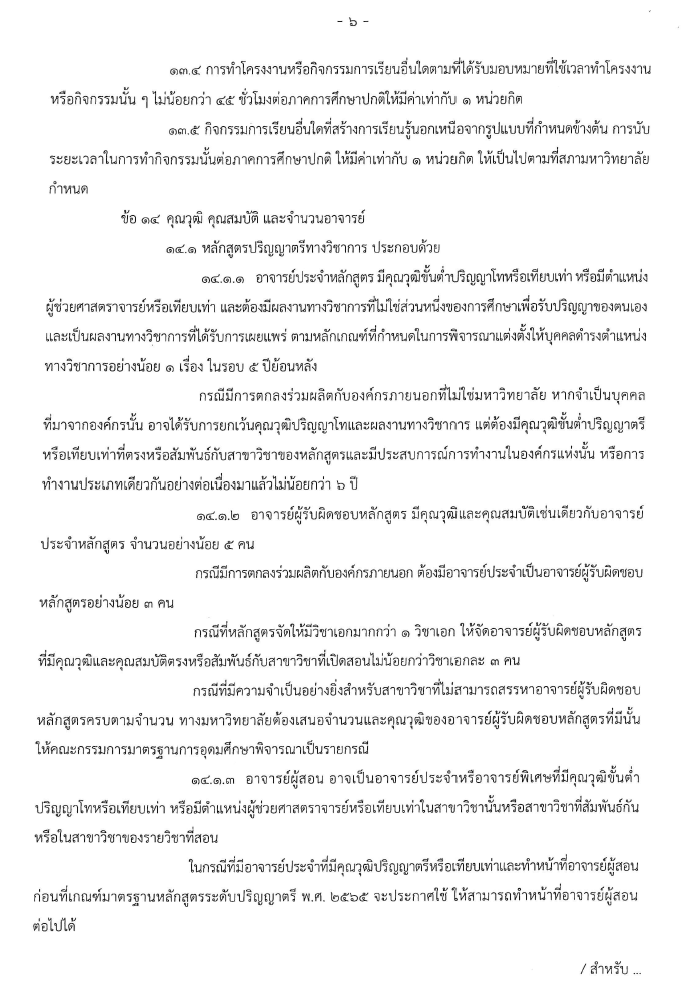 - ๖ -
๑๓.๔ การทำโครงงานหรือกิจกรรมการเรียนอื่นใดตามที่ได้รับมอบหมายที่ใช้เวลาทำโครงงาน
หรือกิจกรรมนั้น ๆ ไม่น้อยกว่า ๔๕ ชั่วโมงต่อภาคการศึกษาปกติให้มีค่าเท่ากับ ๑ หน่วยกิต
๑๓.๕ กิจกรรมการเรียนอื่นใดที่สร้างการเรียนรู้นอกเหนือจากรูปแบบที่กำหนดข้างต้น การนับ
ระยะเวลาในการทำกิจกรรมนั้นต่อภาคการศึกษาปกติ ให้มีค่าเท่ากับ ๑ หน่วยกิต ให้เป็นไปตามที่สภามหาวิทยาลัย
กำหนด
ข้อ ๑๔ คุณวุฒิ คุณสมบัติ และจำนวนอาจารย์
๑๔.๑ หลักสูตรปริญญาตรีทางวิชาการ ประกอบด้วย
๑๔.๑.๑ อาจารย์ประจำหลักสูตร มีคุณวุฒิขั้นต่ำปริญญาโทหรือเทียบเท่า หรือมีตำแหน่ง
ผู้ช่วยศาสตราจารย์หรือเทียบเท่า และต้องมีผลงานทางวิชาการที่ไม่ใช่ส่วนหนึ่งของการศึกษาเพื่อรับปริญญาของตนเอง
และเป็นผลงานทางวิชาการที่ได้รับการเผยแพร่ ตามหลักเกณฑ์ที่กำหนดในการพิจารณาแต่งตั้งให้บุคคลดำรงตำแหน่ง
ทางวิชาการอย่างน้อย ๑ เรื่อง ในรอบ ๕ ปีย้อนหลัง
กรณีมีการตกลงร่วมผลิตกับองค์กรภายนอกที่ไม่ใช่มหาวิทยาลัย หากจำเป็นบุคคล
ที่มาจากองค์กรนั้น อาจได้รับการยกเว้นคุณวุฒิปริญญาโทและผลงานทางวิชาการ แต่ต้องมีคุณวุฒิขั้นต่ำปริญญาตรี
หรือเทียบเท่าที่ตรงหรือสัมพันธ์กับสาขาวิชาของหลักสูตรและมีประสบการณ์การทำงานในองค์กรแห่งนั้น หรือการ
ทำงานประเภทเดียวกันอย่างต่อเนื่องมาแล้วไม่น้อยกว่า ๖ ปี
๑๔.๑.๒ อาจารย์ผู้รับผิดชอบหลักสูตร มีคุณวุฒิและคุณสมบัติเช่นเดียวกับอาจารย์
ประจำหลักสูตร จำนวนอย่างน้อย ๕ คน
กรณีมีการตกลงร่วมผลิตกับองค์กรภายนอก ต้องมีอาจารย์ประจำเป็นอาจารย์ผู้รับผิดชอบ
หลักสูตรอย่างน้อย ๓ คน
กรณีที่หลักสูตรจัดให้มีวิชาเอกมากกว่า ๑ วิชาเอก ให้จัดอาจารย์ผู้รับผิดชอบหลักสูตร
ที่มีคุณวุฒิและคุณสมบัติตรงหรือสัมพันธ์กับสาขาวิชาที่เปิดสอนไม่น้อยกว่าวิชาเอกละ ๓ คน
กรณีที่มีความจำเป็นอย่างยิ่งสำหรับสาขาวิชาที่ไม่สามารถสรรหาอาจารย์ผู้รับผิดชอบ
หลักสูตรครบตามจำนวน ทางมหาวิทยาลัยต้องเสนอจำนวนและคุณวุฒิของอาจารย์ผู้รับผิดชอบหลักสูตรที่มีนั้น
ให้คณะกรรมการมาตรฐานการอุดมศึกษาพิจารณาเป็นรายกรณี
๑๔.๑.๓ อาจารย์ผู้สอน อาจเป็นอาจารย์ประจำหรืออาจารย์พิเศษที่มีคุณวุฒิขั้นต่ำ
ปริญญาโทหรือเทียบเท่า หรือมีตำแหน่งผู้ช่วยศาสตราจารย์หรือเทียบเท่าในสาขาวิชานั้นหรือสาขาวิชาที่สัมพันธ์กัน
หรือในสาขาวิชาของรายวิชาที่สอน
ในกรณีที่มีอาจารย์ประจำที่มีคุณวุฒิปริญญาตรีหรือเทียบเท่าและทำหน้าที่อาจารย์ผู้สอน
ก่อนที่เกณฑ์มาตรฐานหลักสูตรระดับปริญญาตรี พ.ศ. ๒๕๖๕ จะประกาศใช้ ให้สามารถทำหน้าที่อาจารย์ผู้สอน
ต่อไปได้
/ สำหรับ ...